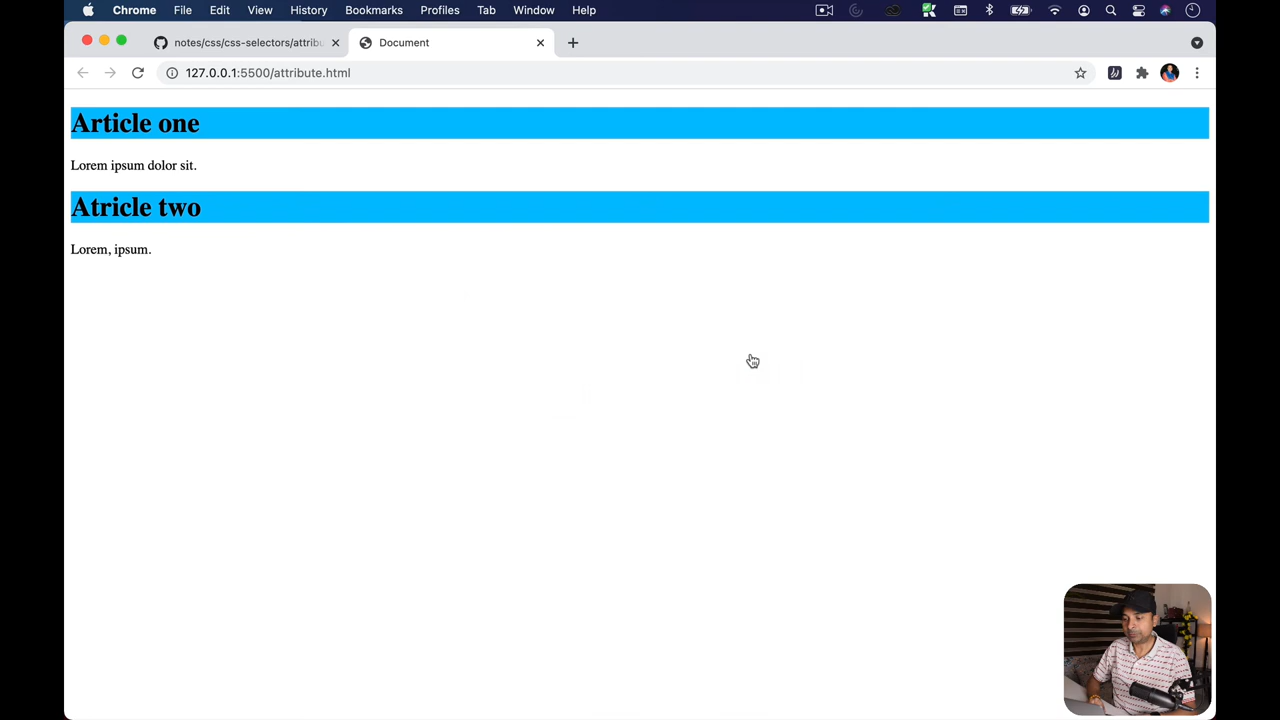 Chrome File Edit View History Bookmarks Profiles Tab Window Help
notes/css/css-selectors/attribu Document
127.0.0.1:5500/attribute.html
Article one
Lorem ipsum dolor sit.
Atricle two
Lorem, ipsum.